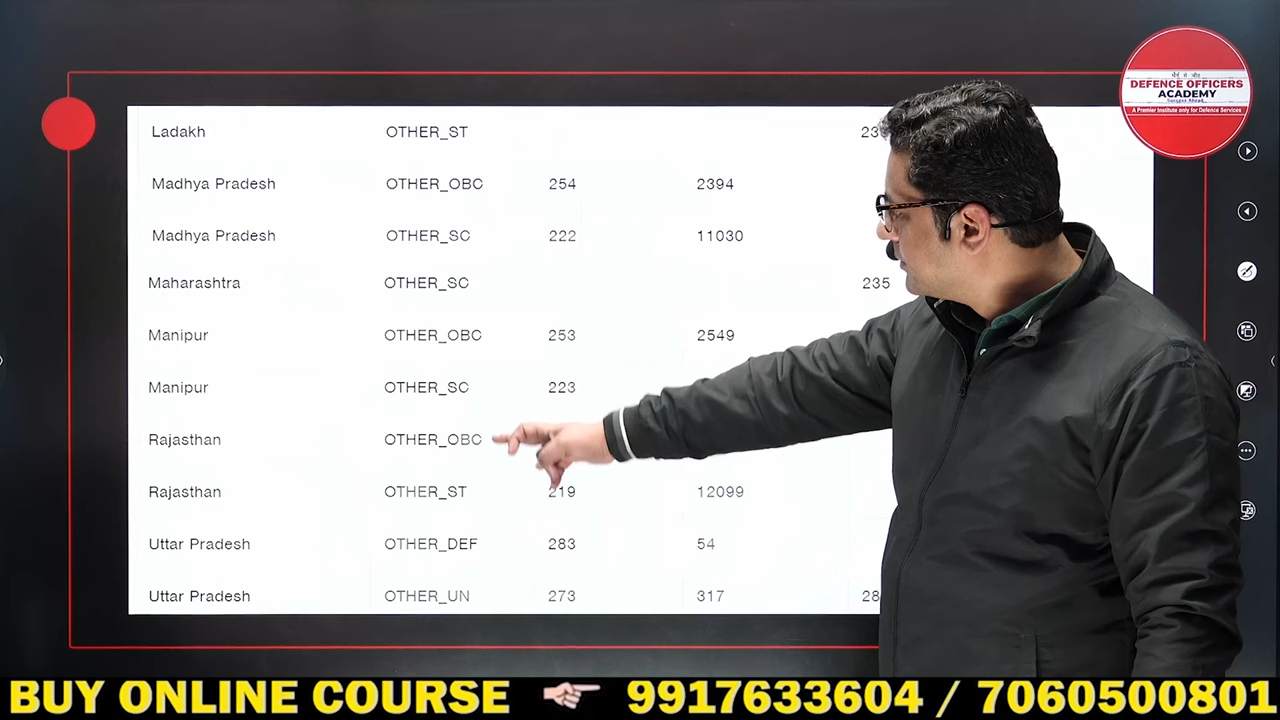 DEFENCE OFFICERS
ACADEMY
Success Ahead...
A Premier Institute only for Defence Services
Ladakh OTHER_ST
Madhya Pradesh OTHER_OBC 254 2394
Madhya Pradesh OTHER_SC 222 11030
Maharashtra OTHER_SC 235
Manipur OTHER_OBC 253 2549
Manipur OTHER_SC 223
Rajasthan OTHER_OBC
Rajasthan OTHER_ST 219 12099
Uttar Pradesh OTHER_DEF 283 54
Uttar Pradesh OTHER_UN 273 317
BUY ONLINE COURSE 9917633604 / 7060500801